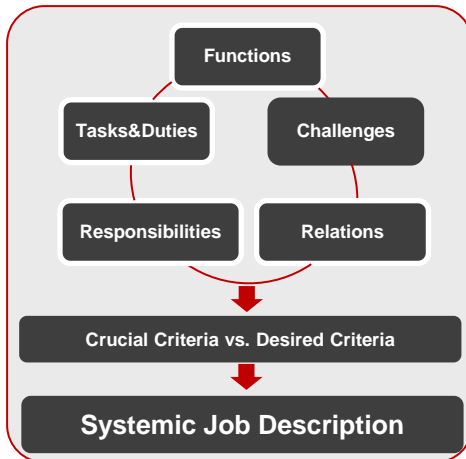 Functions
Tasks&Duties
Challenges
Responsibilities
Relations
Crucial Criteria vs. Desired Criteria
Systemic Job Description